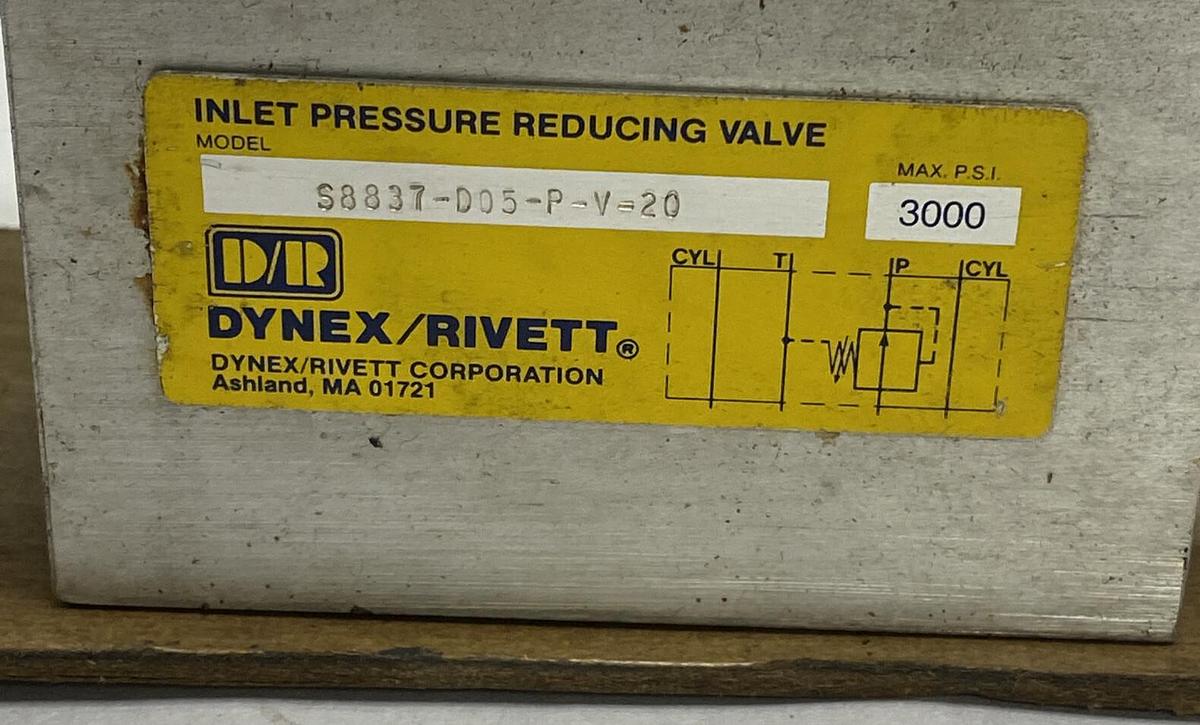 INLET PRESSURE REDUCING VALVE
MODEL
MAX. P.S.I.
S8837-D05-P-V=20
3000
D/R
CYL T P CYL
DYNEX/RIVETT®
DYNEX/RIVETT CORPORATION
Ashland, MA 01721